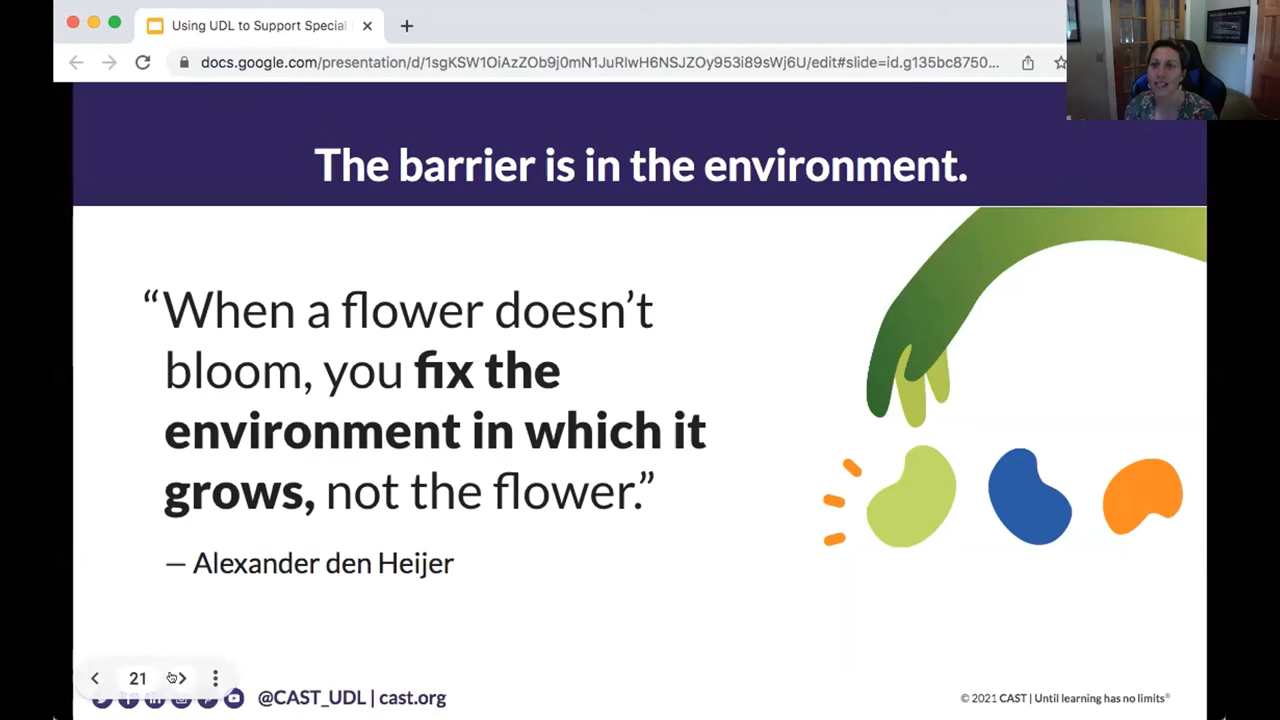 Using UDL to Support Special
docs.google.com/presentation/d/1sgKSW1OiAzZOb9j0mN1JuRlwH6NSJZOy953i89sWj6U/edit#slide=id.g135bc8750...
The barrier is in the environment.
“When a flower doesn’t
bloom, you fix the
environment in which it
grows, not the flower.”
— Alexander den Heijer
21
@CAST_UDL | cast.org
© 2021 CAST | Until learning has no limits®